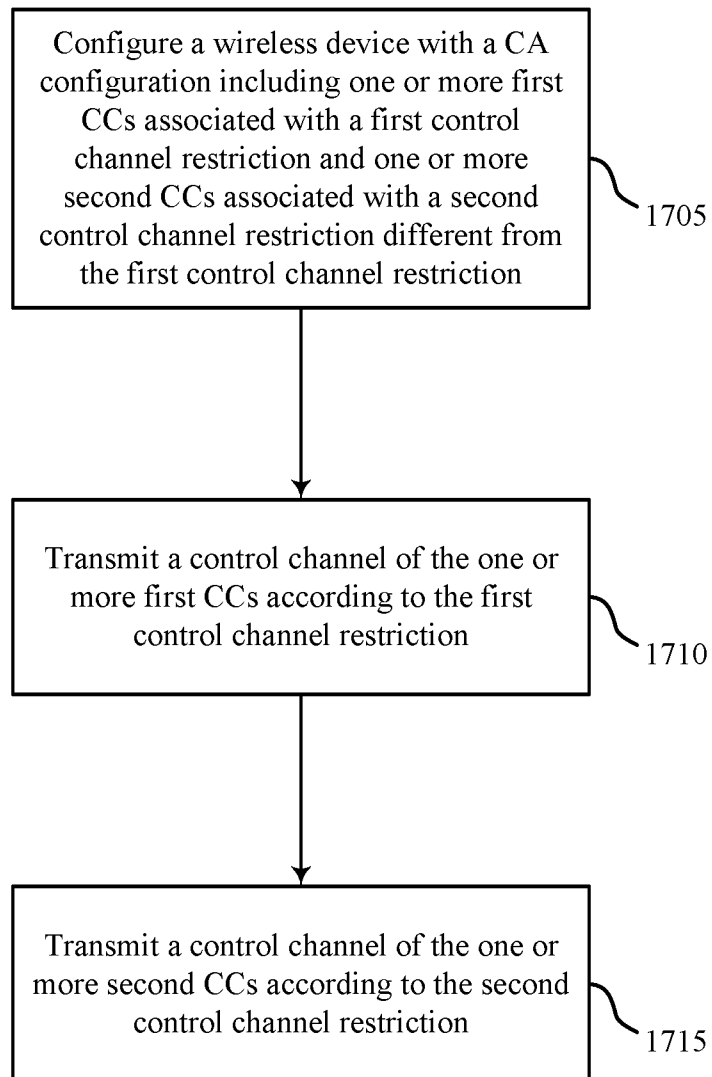 Configure a wireless device with a CA
configuration including one or more first
CCs associated with a first control
channel restriction and one or more
second CCs associated with a second
control channel restriction different from
the first control channel restriction
1705
Transmit a control channel of the one or
more first CCs according to the first
control channel restriction
1710
Transmit a control channel of the one or
more second CCs according to the second
control channel restriction
1715